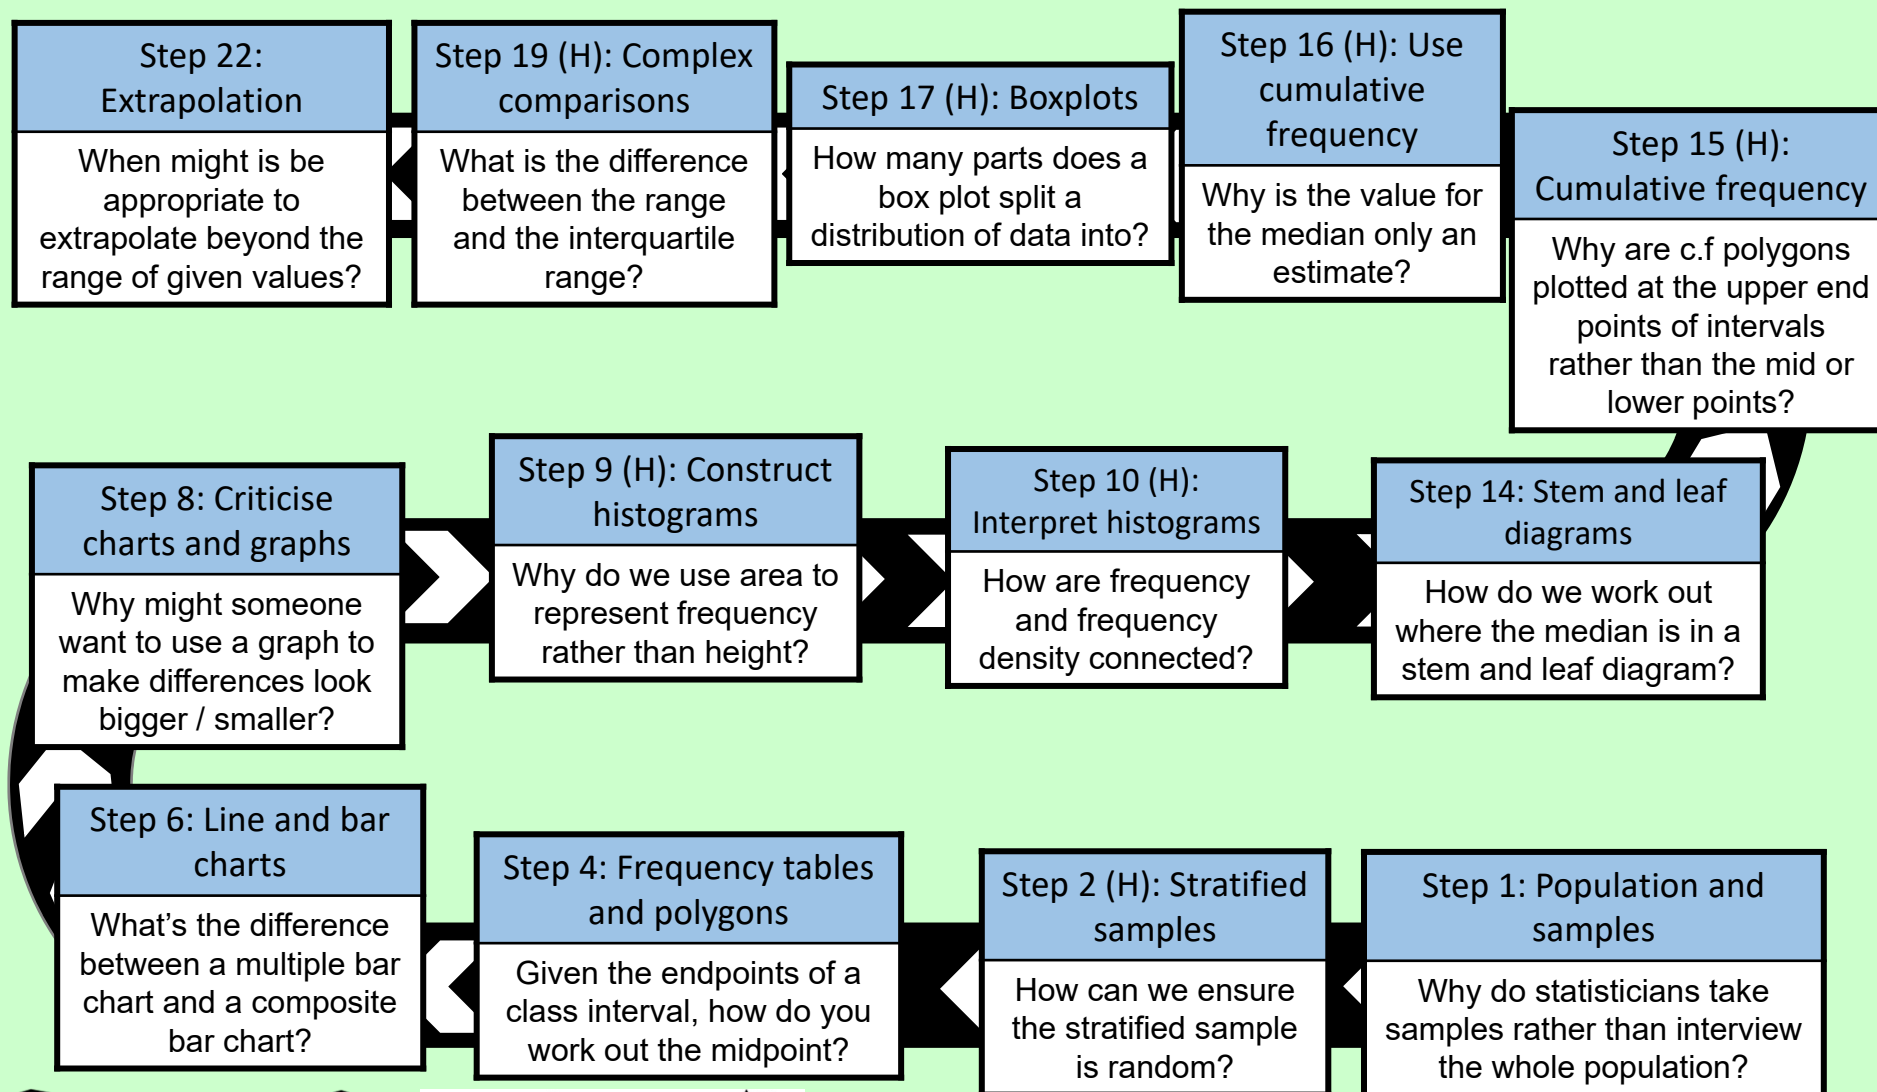 Step 22:
Extrapolation
When might is be
appropriate to
extrapolate beyond the
range of given values?
Step 19 (H): Complex
comparisons
What is the difference
between the range
and the interquartile
range?
Step 17 (H): Boxplots
How many parts does a
box plot split a
distribution of data into?
Step 16 (H): Use
cumulative
frequency
Why is the value for
the median only an
estimate?
Step 15 (H):
Cumulative frequency
Why are c.f polygons
plotted at the upper end
points of intervals
rather than the mid or
lower points?
Step 8: Criticise
charts and graphs
Why might someone
want to use a graph to
make differences look
bigger / smaller?
Step 9 (H): Construct
histograms
Why do we use area to
represent frequency
rather than height?
Step 10 (H):
Interpret histograms
How are frequency
and frequency
density connected?
Step 14: Stem and leaf
diagrams
How do we work out
where the median is in a
stem and leaf diagram?
Step 6: Line and bar
charts
What's the difference
between a multiple bar
chart and a composite
bar chart?
Step 4: Frequency tables
and polygons
Given the endpoints of a
class interval, how do you
work out the midpoint?
Step 2 (H): Stratified
samples
How can we ensure
the stratified sample
is random?
Step 1: Population and
samples
Why do statisticians take
samples rather than interview
the whole population?